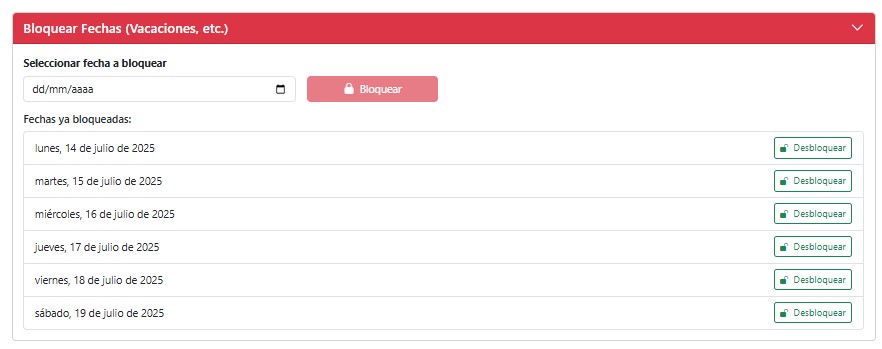 Bloquear Fechas (Vacaciones, etc.)
Seleccionar fecha a bloquear
dd/mm/aaaa Bloquear
Fechas ya bloqueadas:
lunes, 14 de julio de 2025 Desbloquear
martes, 15 de julio de 2025 Desbloquear
miércoles, 16 de julio de 2025 Desbloquear
jueves, 17 de julio de 2025 Desbloquear
viernes, 18 de julio de 2025 Desbloquear
sábado, 19 de julio de 2025 Desbloquear